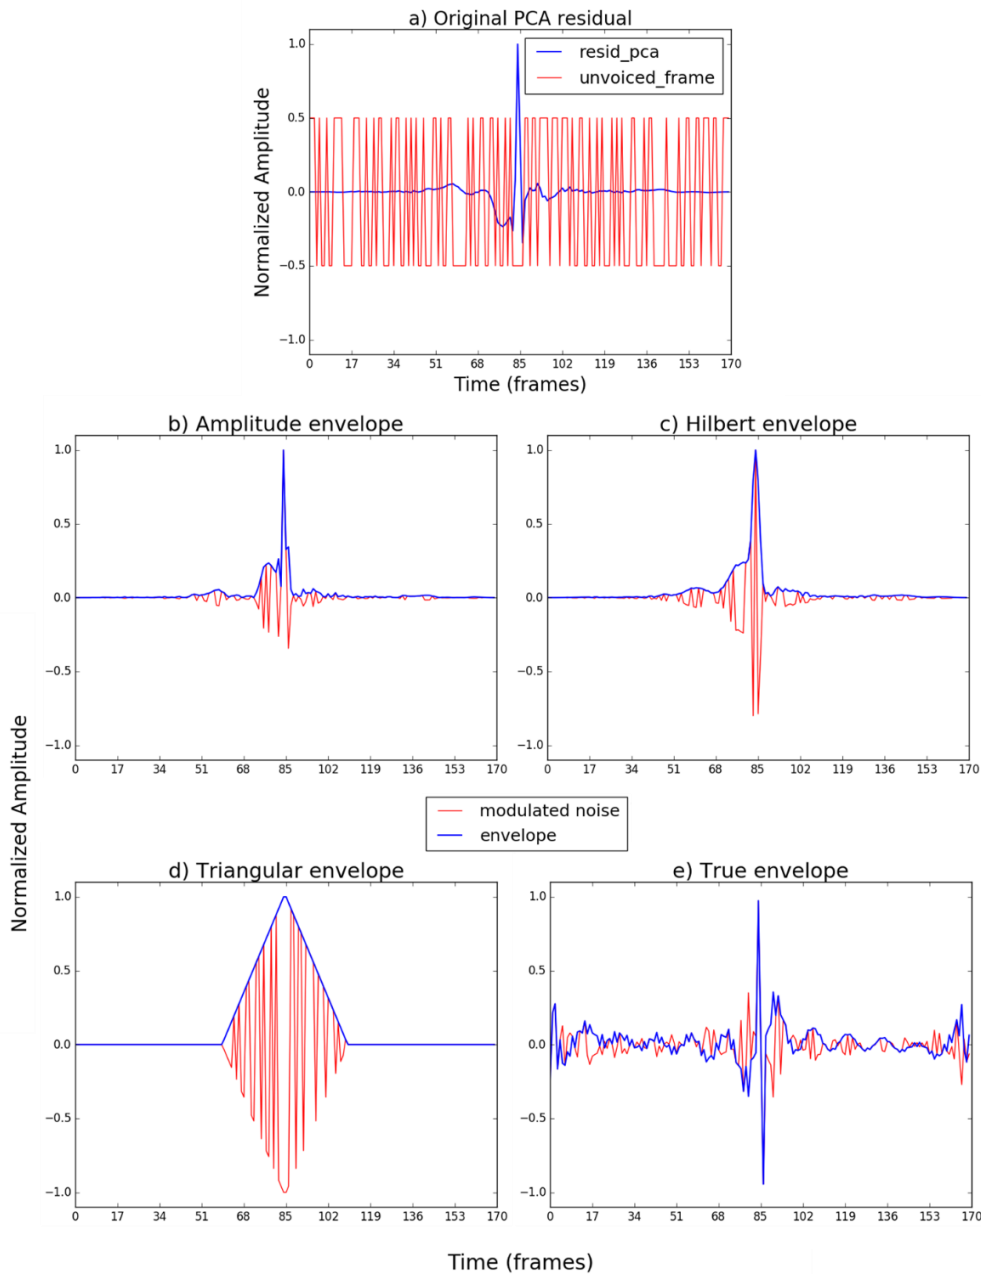 a) Original PCA residual
1.0
0.5
0.0
−0.5
−1.0
Normalized Amplitude
resid_pca
unvoiced_frame
0 17 34 51 68 85 102 119 136 153 170
Time (frames)
b) Amplitude envelope
1.0
0.5
0.0
−0.5
−1.0
0 17 34 51 68 85 102 119 136 153 170
c) Hilbert envelope
1.0
0.5
0.0
−0.5
−1.0
0 17 34 51 68 85 102 119 136 153 170
Normalized Amplitude
modulated noise
envelope
d) Triangular envelope
1.0
0.5
0.0
−0.5
−1.0
0 17 34 51 68 85 102 119 136 153 170
e) True envelope
1.0
0.5
0.0
−0.5
−1.0
0 17 34 51 68 85 102 119 136 153 170
Time (frames)